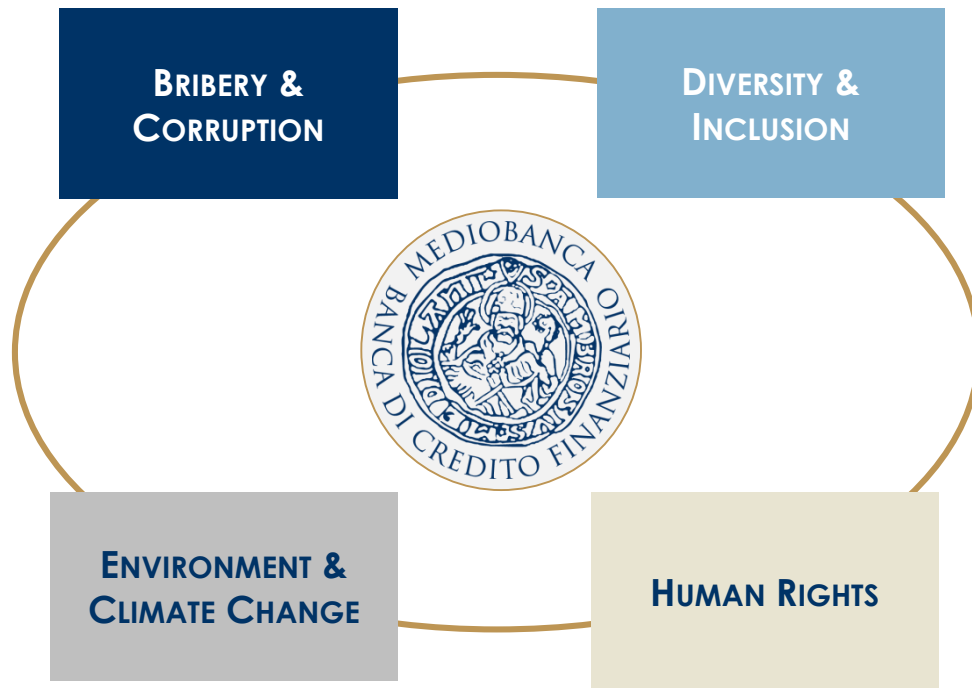 BRIBERY &
CORRUPTION
DIVERSITY &
INCLUSION
MEDIOBANCA
BANCA DI CREDITO FINANZIARIO
ENVIRONMENT &
CLIMATE CHANGE
HUMAN RIGHTS